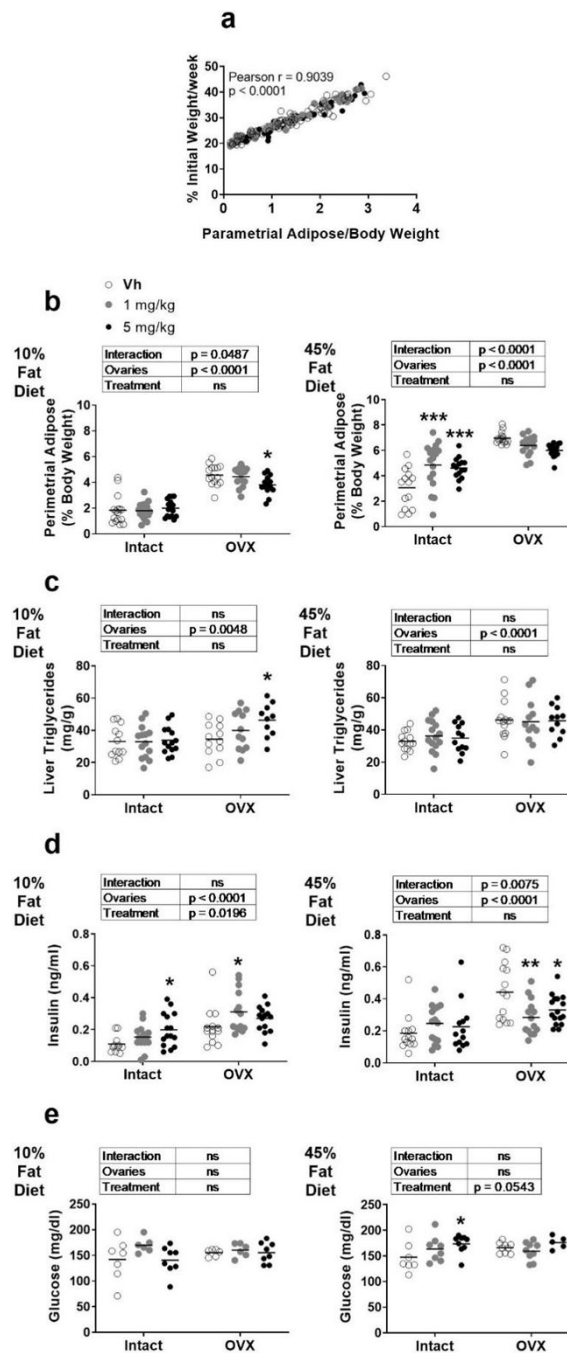 a
Pearson r = 0.9039
p < 0.0001
% Initial Weight/week
50
40
30
20
10
0
0 1 2 3 4
Parametrial Adipose/Body Weight
b
Vh
1 mg/kg
5 mg/kg
10%
Fat
Diet
Interaction p = 0.0487
Ovaries p < 0.0001
Treatment ns
Perimetrial Adipose
(% Body Weight)
10
8
6
4
2
0
*
Intact OVX
45%
Fat
Diet
Interaction p < 0.0001
Ovaries p < 0.0001
Treatment ns
Perimetrial Adipose
(% Body Weight)
10
8
6
4
2
0
*** ***
Intact OVX
c
10%
Fat
Diet
Interaction ns
Ovaries p = 0.0048
Treatment ns
Liver Triglycerides
(mg/g)
80
60
40
20
0
*
Intact OVX
45%
Fat
Diet
Interaction ns
Ovaries p < 0.0001
Treatment ns
Liver Triglycerides
(mg/g)
80
60
40
20
0
Intact OVX
d
10%
Fat
Diet
Interaction ns
Ovaries p < 0.0001
Treatment p = 0.0196
Insulin (ng/ml)
0.8
0.6
0.4
0.2
0.0
* *
Intact OVX
45%
Fat
Diet
Interaction p = 0.0075
Ovaries p < 0.0001
Treatment ns
Insulin (ng/ml)
0.8
0.6
0.4
0.2
0.0
** *
Intact OVX
e
10%
Fat
Diet
Interaction ns
Ovaries ns
Treatment ns
Glucose (mg/dl)
250
200
150
100
50
0
Intact OVX
45%
Fat
Diet
Interaction ns
Ovaries ns
Treatment p = 0.0543
Glucose (mg/dl)
250
200
150
100
50
0
*
Intact OVX